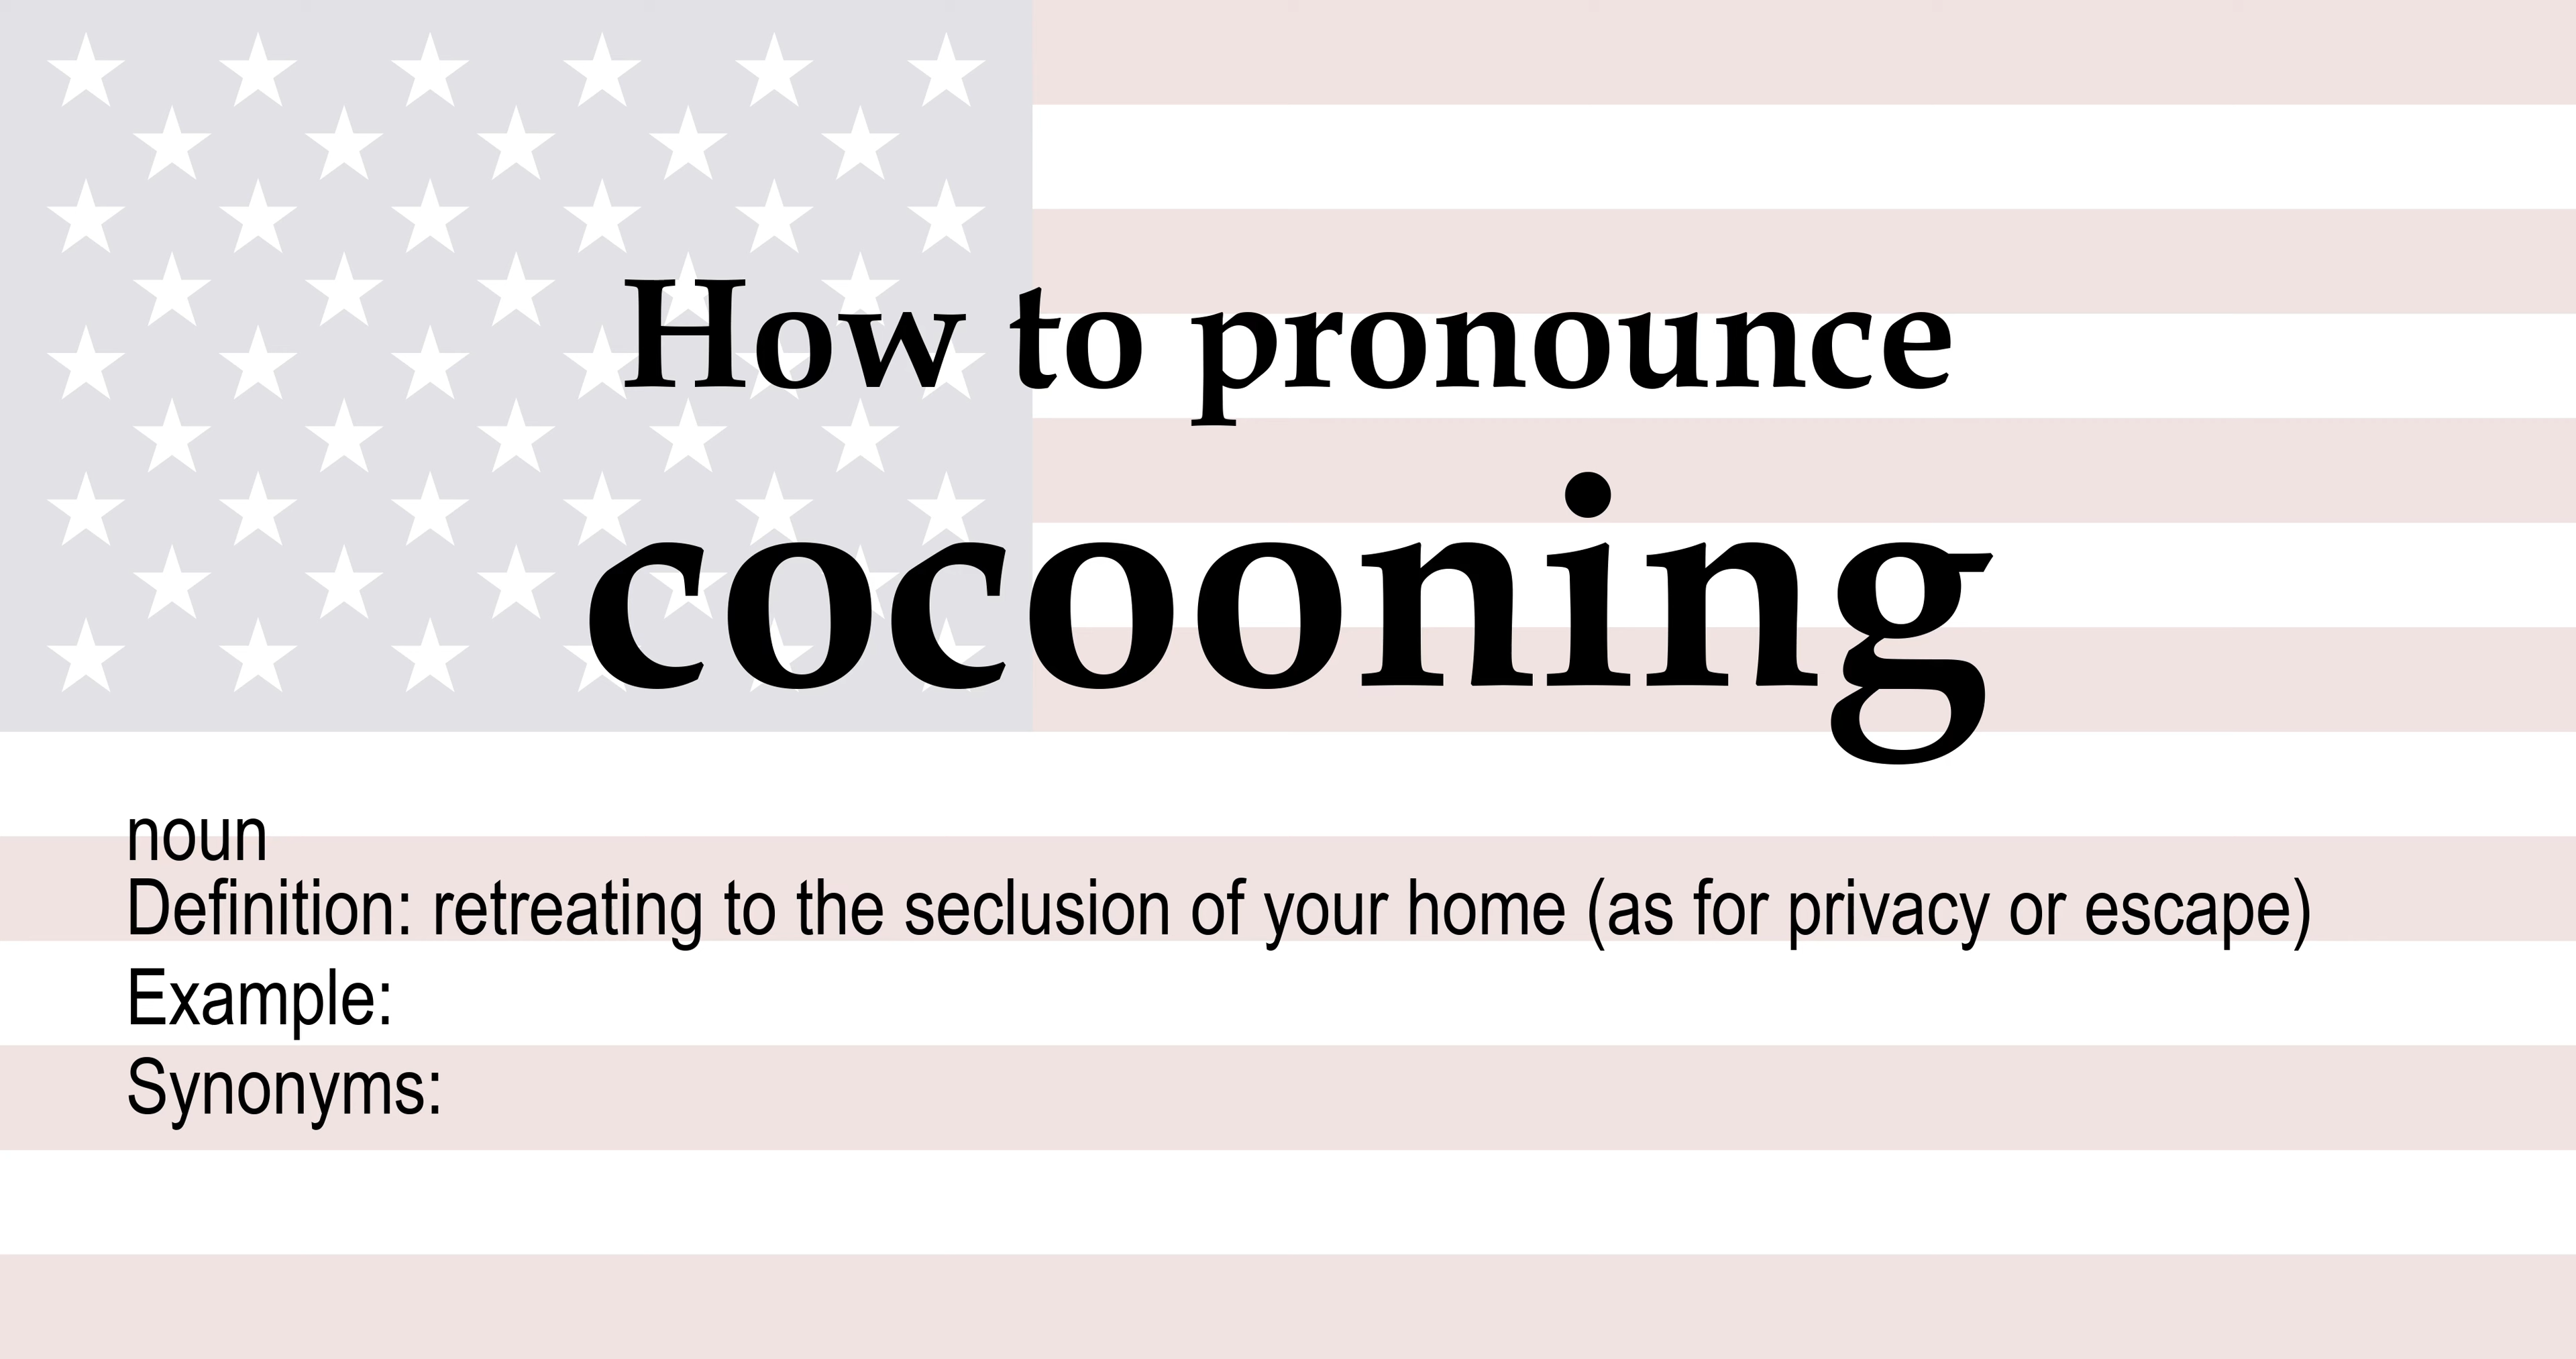 How to pronounce
cocooning
noun
Definition: retreating to the seclusion of your home (as for privacy or escape)
Example:
Synonyms: